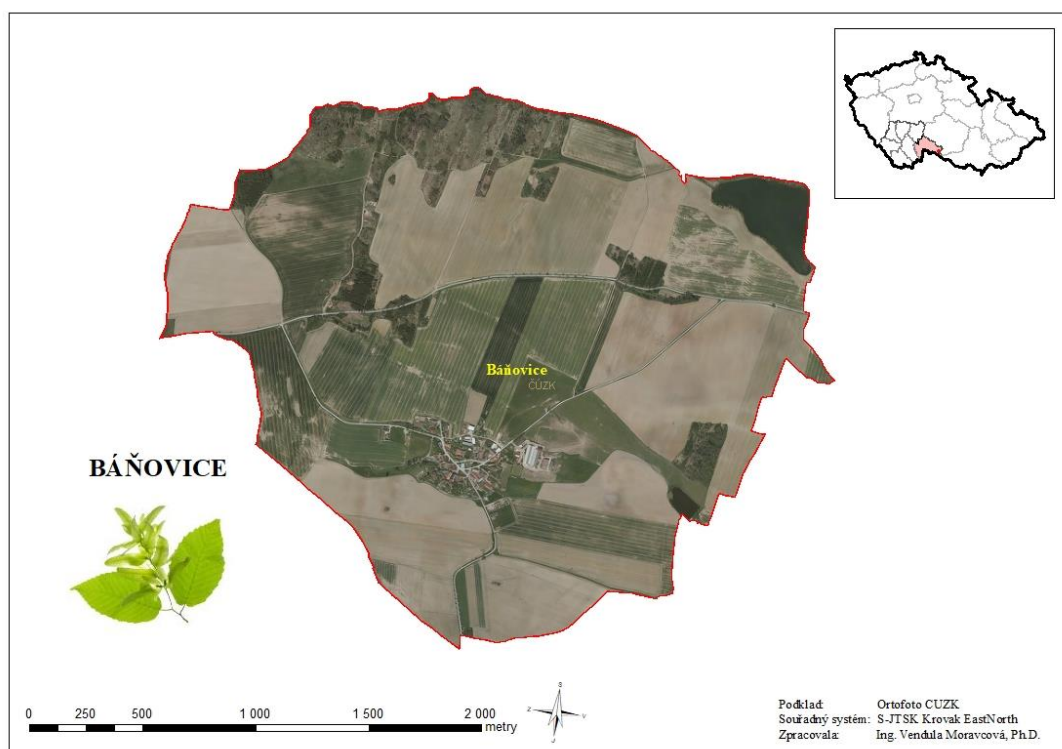 Báňovice
ČÚZK
BÁŇOVICE
0 250 500 1 000 1 500 2 000
metry
S
Z V
J
Podklad: Ortofoto CUZK
Souřadný systém: S-JTSK Krovak EastNorth
Zpracovala: Ing. Vendula Moravcová, Ph.D.